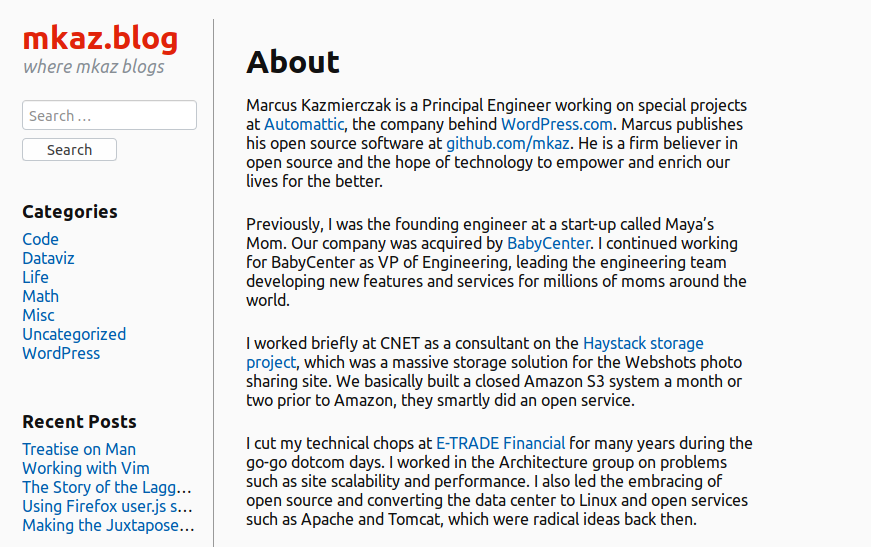 mkaz.blog
where mkaz blogs
Search …
Search
Categories
Code
Dataviz
Life
Math
Misc
Uncategorized
WordPress
Recent Posts
Treatise on Man
Working with Vim
The Story of the Lagg…
Using Firefox user.js s…
Making the Juxtapose…
About
Marcus Kazmierczak is a Principal Engineer working on special projects
at Automattic, the company behind WordPress.com. Marcus publishes
his open source software at github.com/mkaz. He is a firm believer in
open source and the hope of technology to empower and enrich our
lives for the better.
Previously, I was the founding engineer at a start-up called Maya’s
Mom. Our company was acquired by BabyCenter. I continued working
for BabyCenter as VP of Engineering, leading the engineering team
developing new features and services for millions of moms around the
world.
I worked briefly at CNET as a consultant on the Haystack storage
project, which was a massive storage solution for the Webshots photo
sharing site. We basically built a closed Amazon S3 system a month or
two prior to Amazon, they smartly did an open service.
I cut my technical chops at E-TRADE Financial for many years during the
go-go dotcom days. I worked in the Architecture group on problems
such as site scalability and performance. I also led the embracing of
open source and converting the data center to Linux and open services
such as Apache and Tomcat, which were radical ideas back then.